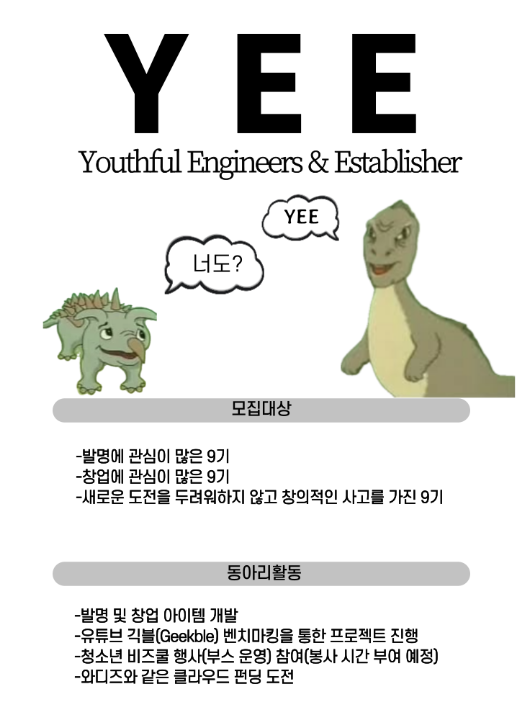 YEE
Youthful Engineers & Establisher
YEE
너도?
모집대상
-발명에 관심이 많은 9기
-창업에 관심이 많은 9기
-새로운 도전을 두려워하지 않고 창의적인 사고를 가진 9기
동아리활동
-발명 및 창업 아이템 개발
-유튜브 긱블(Geekble) 벤치마킹을 통한 프로젝트 진행
-청소년 비즈쿨 행사(부스 운영) 참여(봉사 시간 부여 예정)
-와디즈와 같은 클라우드 펀딩 도전